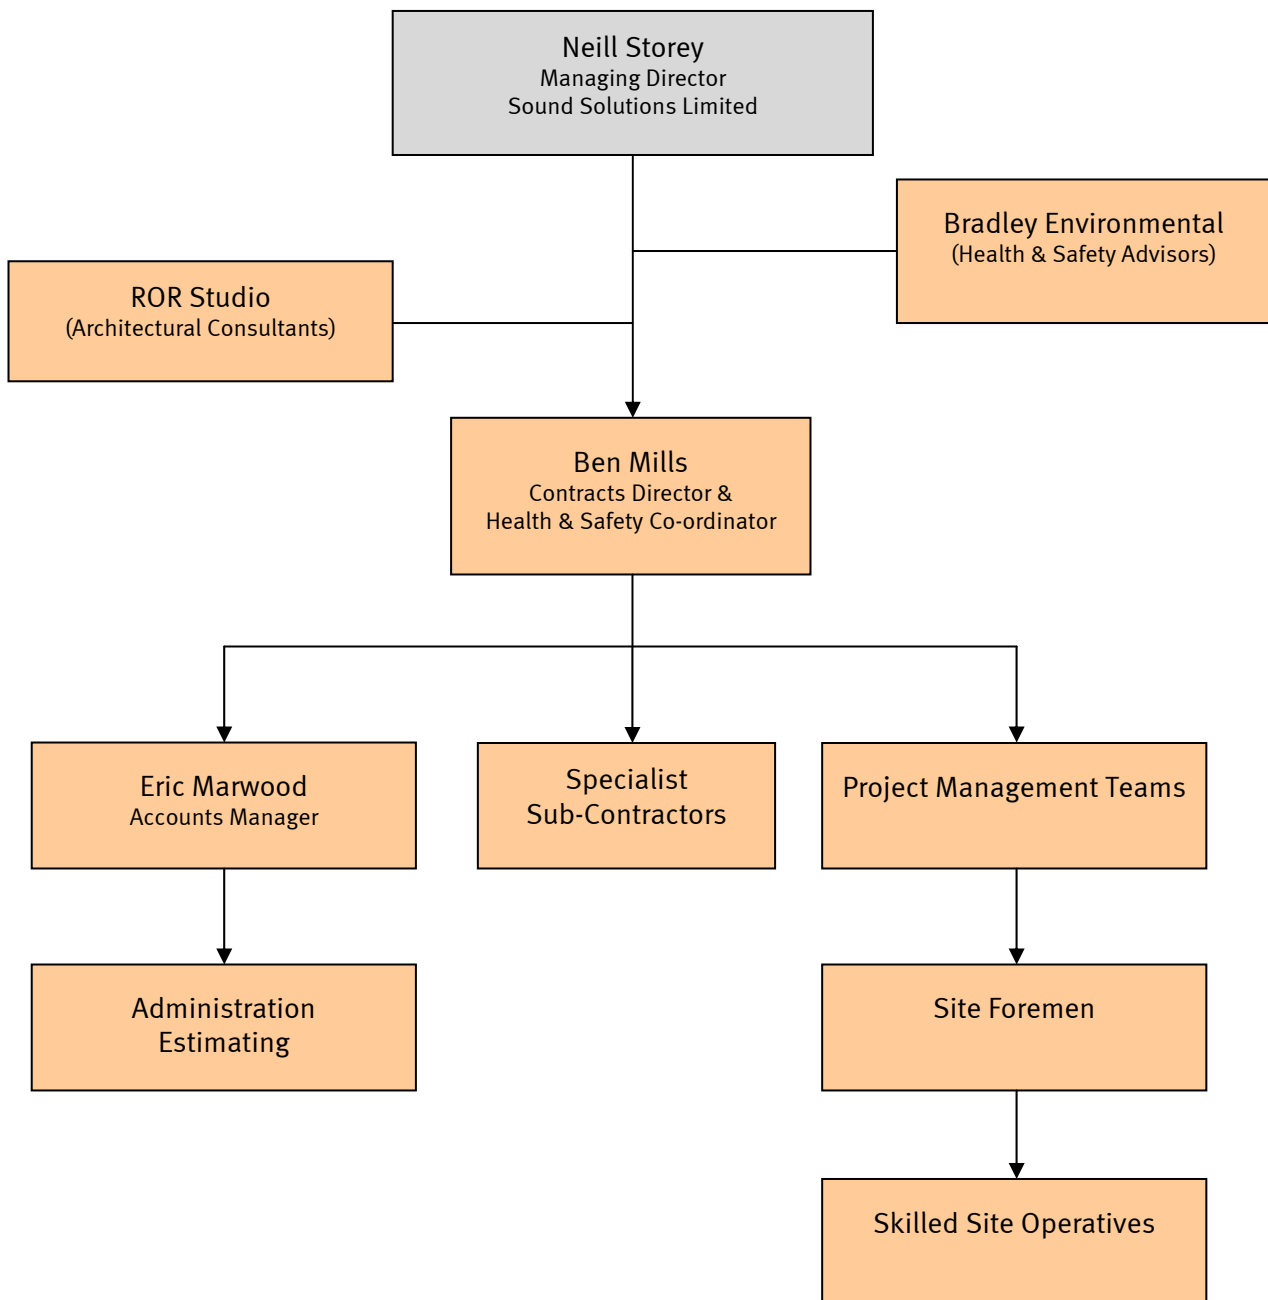 Neill Storey
Managing Director
Sound Solutions Limited
Bradley Environmental
(Health & Safety Advisors)
ROR Studio
(Architectural Consultants)
Ben Mills
Contracts Director &
Health & Safety Co-ordinator
Eric Marwood
Accounts Manager
Specialist
Sub-Contractors
Project Management Teams
Administration
Estimating
Site Foremen
Skilled Site Operatives